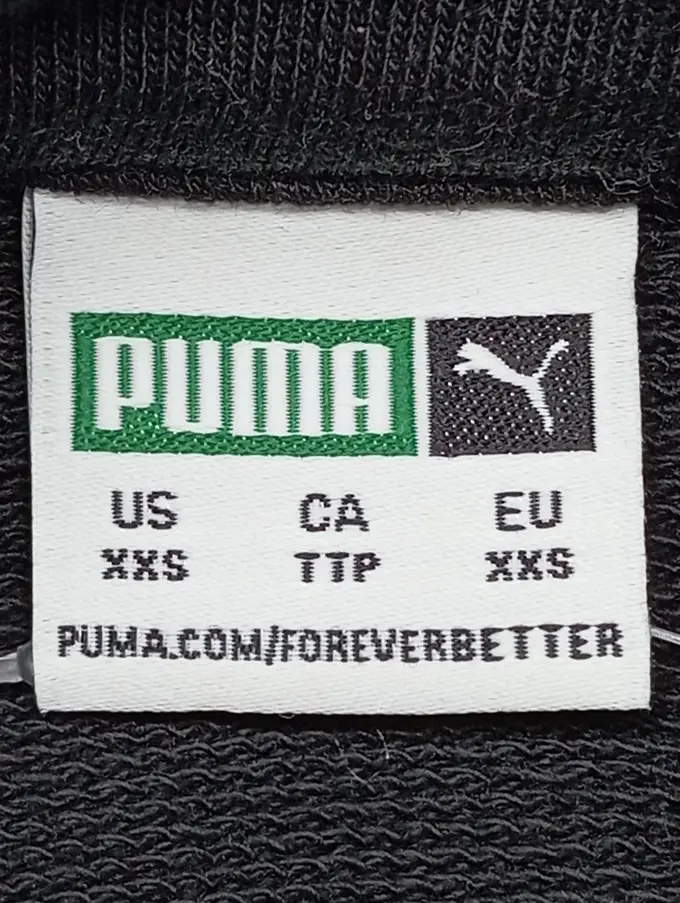 PUMA
US CA EU
XXS TTP XXS
PUMA.COM/FOREVERBETTER